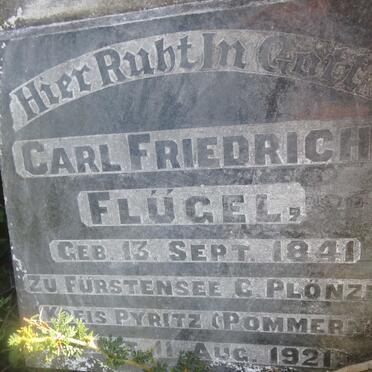 Hier Ruht In Gott
CARL FRIEDRICH
FLÜGEL,
GEB. 13. SEPT. 1841
ZU FÜRSTENSEE B. PLÖNZ
KREIS PYRITZ (POMMERN
11. AUG. 1921